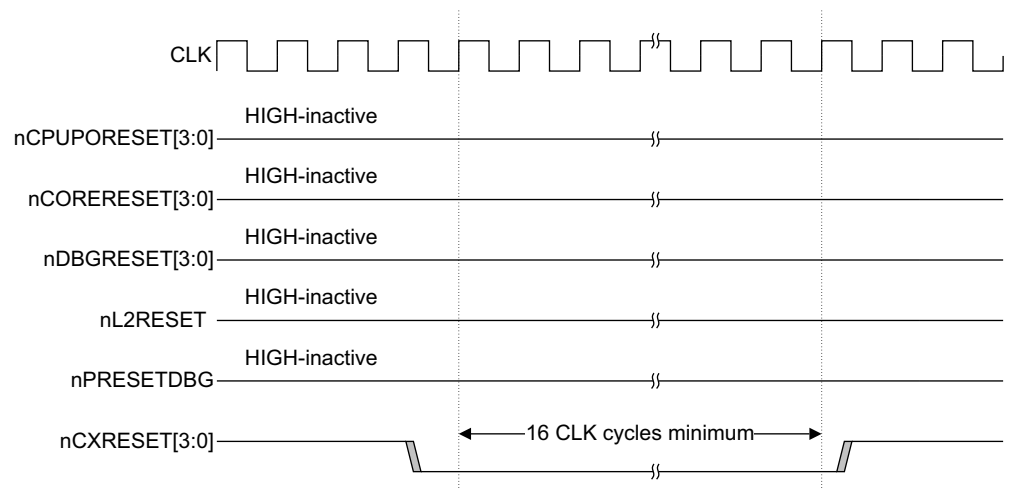 CLK
HIGH-inactive
nCPUPORESET[3:0]
HIGH-inactive
nCORERESET[3:0]
HIGH-inactive
nDBGRESET[3:0]
HIGH-inactive
nL2RESET
HIGH-inactive
nPRESETDBG
nCXRESET[3:0]
16 CLK cycles minimum